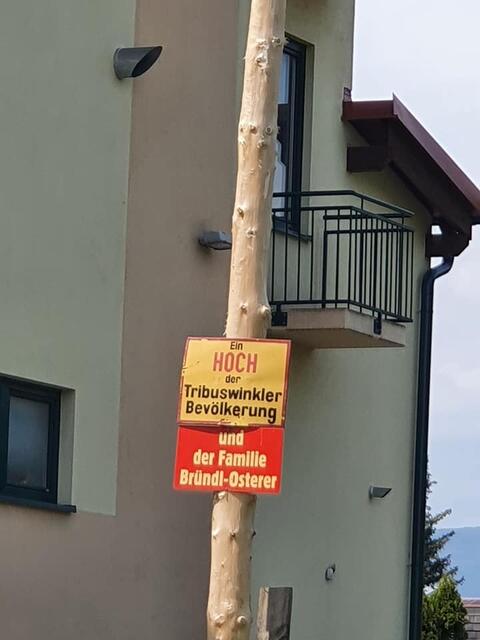 Ein
HOCH
der
Tribuswinkler
Bevölkerung
und
der Familie
Bründl-Osterer